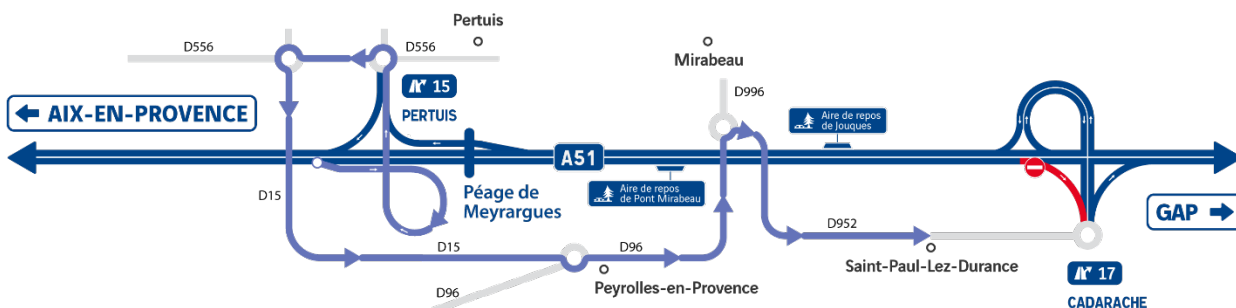 Pertuis
D556
D556
Mirabeau
15
PERTUIS
D996
Aire de repos
de Jouques
AIX-EN-PROVENCE
A51
D15
Péage de
Meyrargues
Aire de repos
de Pont Mirabeau
GAP
D15
D96
D952
Saint-Paul-Lez-Durance
Peyrolles-en-Provence
D96
17
CADARACHE